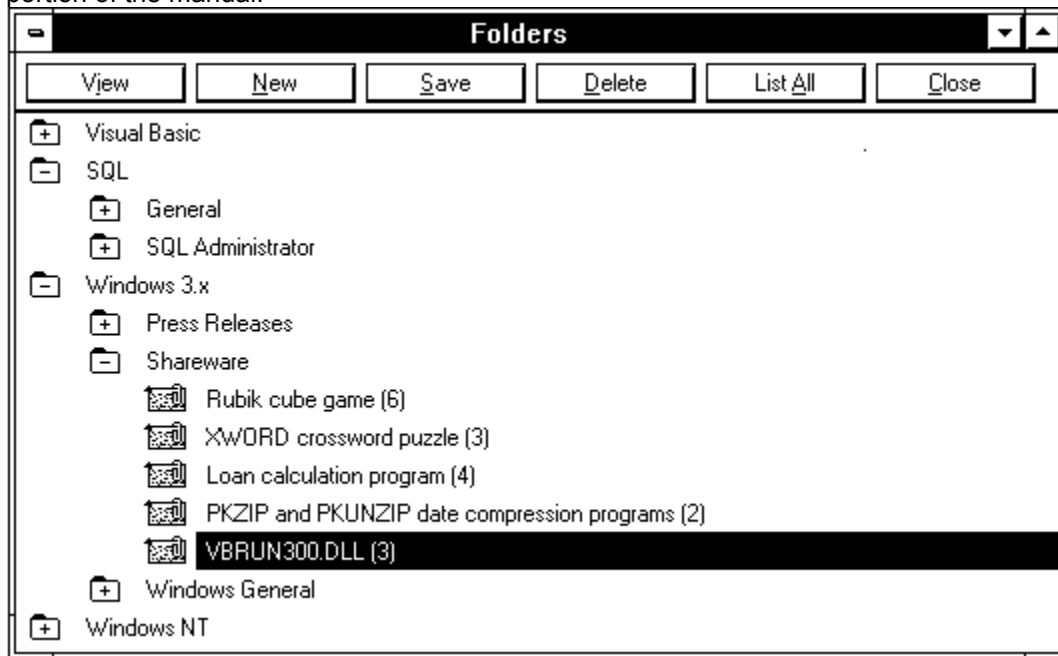 portion of the manual.
Folders
View New Save Delete List All Close
Visual Basic
SQL
General
SQL Administrator
Windows 3.x
Press Releases
Shareware
Rubik cube game (6)
XWORD crossword puzzle (3)
Loan calculation program (4)
PKZIP and PKUNZIP date compression programs (2)
VBRUN300.DLL (3)
Windows General
Windows NT